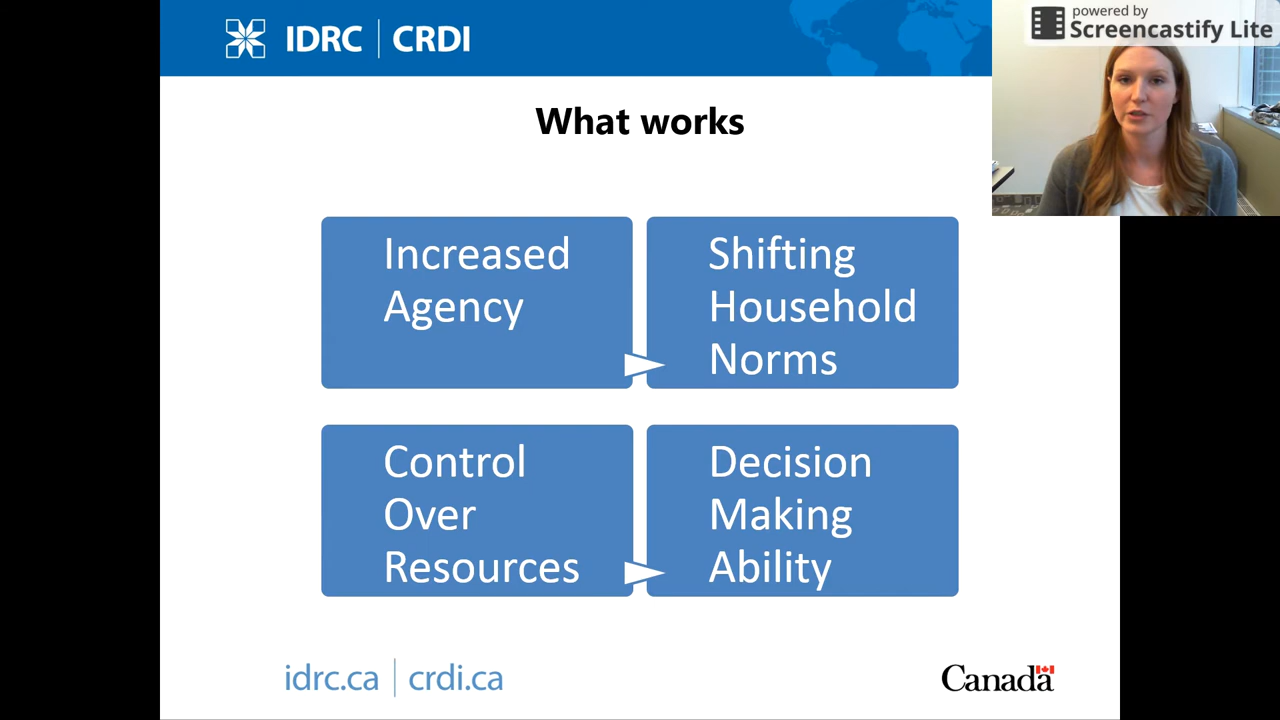 IDRC | CRDI
powered by
Screencastify Lite
What works
Increased
Agency
Shifting
Household
Norms
Control
Over
Resources
Decision
Making
Ability
idrc.ca | crdi.ca
Canada